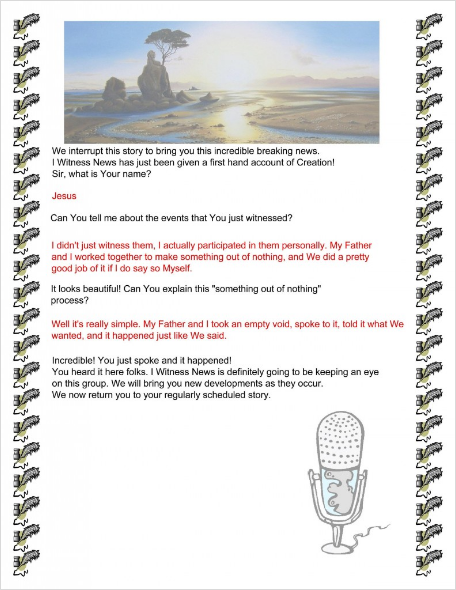 We interrupt this story to bring you this incredible breaking news.
I Witness News has just been given a first hand account of Creation!
Sir, what is Your name?
Jesus
Can You tell me about the events that You just witnessed?
I didn't just witness them, I actually participated in them personally. My Father
and I worked together to make something out of nothing, and We did a pretty
good job of it if I do say so Myself.
It looks beautiful! Can You explain this "something out of nothing"
process?
Well it's really simple. My Father and I took an empty void, spoke to it, told it what We
wanted, and it happened just like We said.
Incredible! You just spoke and it happened!
You heard it here folks. I Witness News is definitely going to be keeping an eye
on this group. We will bring you new developments as they occur.
We now return you to your regularly scheduled story.